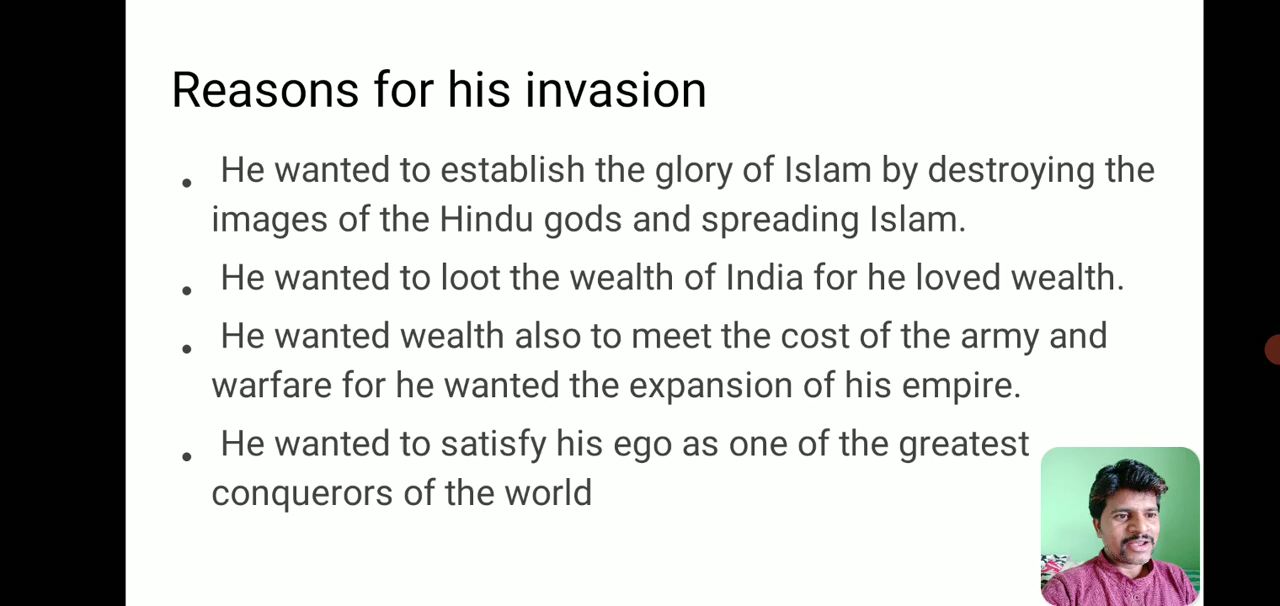 Reasons for his invasion
• He wanted to establish the glory of Islam by destroying the
images of the Hindu gods and spreading Islam.
• He wanted to loot the wealth of India for he loved wealth.
• He wanted wealth also to meet the cost of the army and
warfare for he wanted the expansion of his empire.
• He wanted to satisfy his ego as one of the greatest
conquerors of the world